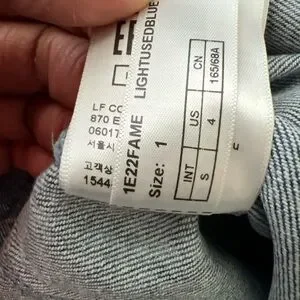 LIGHTUSEDBLUE
1E22FAME
Size: 1
INT
US
CN
S
4
165/68A
LF CO
870 E
06017
서울시
고객상
1544